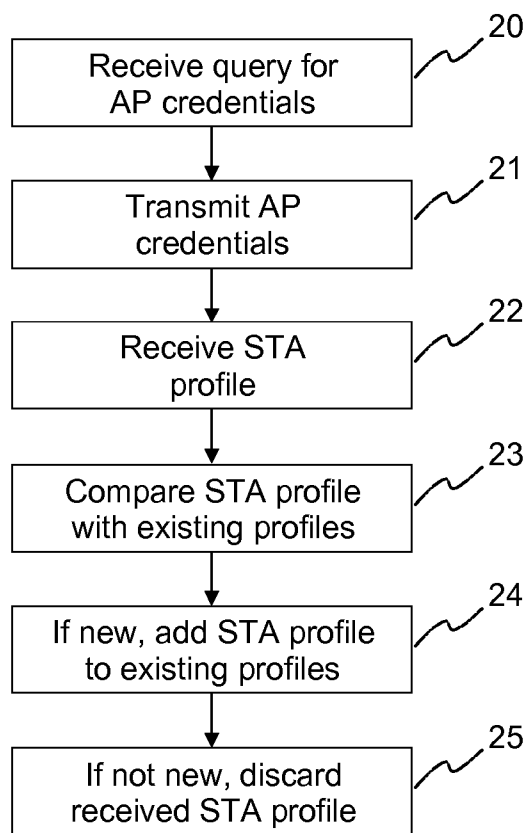 20
Receive query for
AP credentials
21
Transmit AP
credentials
22
Receive STA
profile
23
Compare STA profile
with existing profiles
24
If new, add STA profile
to existing profiles
25
If not new, discard
received STA profile